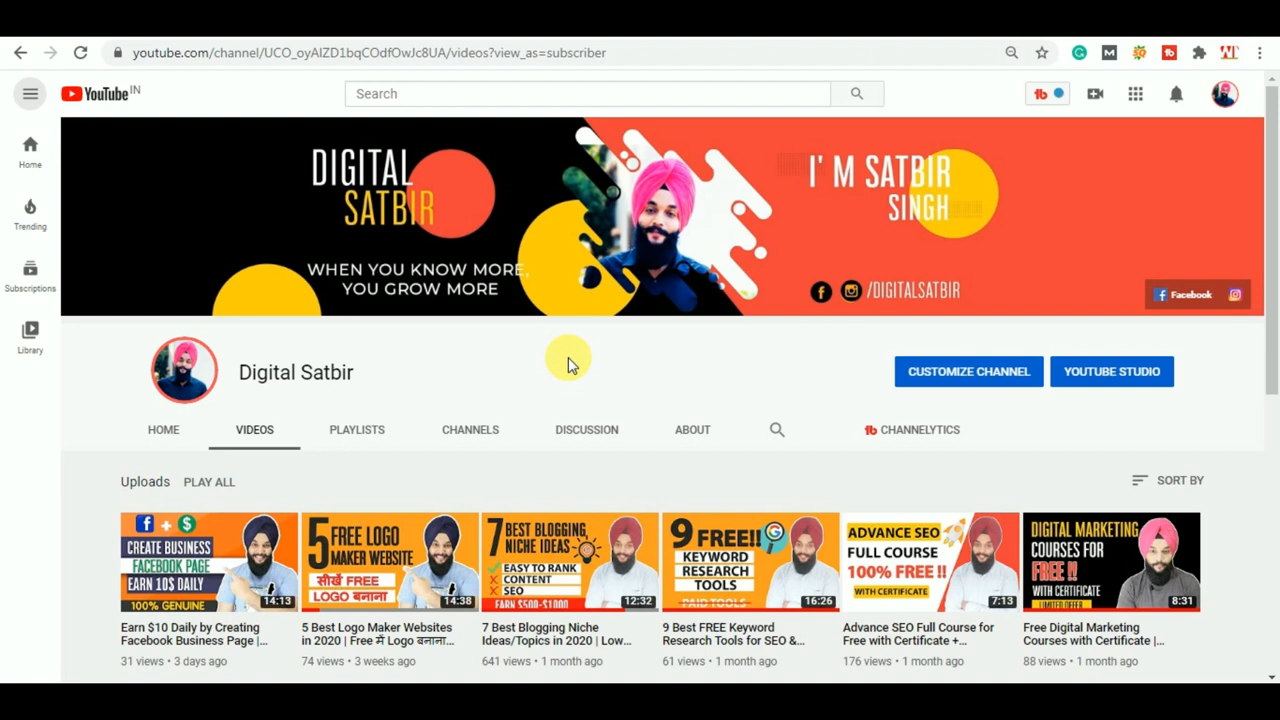 youtube.com/channel/UCO_oyAlZD1bqCOdfOwJc8UA/videos?view_as=subscriber
YouTube IN
Search
Home
Trending
Subscriptions
Library
DIGITAL
SATBIR
WHEN YOU KNOW MORE,
YOU GROW MORE
I' M SATBIR
SINGH
/DIGITALSATBIR
Facebook
Digital Satbir
CUSTOMIZE CHANNEL
YOUTUBE STUDIO
HOME
VIDEOS
PLAYLISTS
CHANNELS
DISCUSSION
ABOUT
CHANNELYTICS
Uploads
PLAY ALL
SORT BY
CREATE BUSINESS
FACEBOOK PAGE
EARN 10$ DAILY
100% GENUINE
14:13
Earn $10 Daily by Creating
Facebook Business Page |...
31 views • 3 days ago
5 FREE LOGO
MAKER WEBSITE
सीखें FREE
LOGO बनाना
14:38
5 Best Logo Maker Websites
in 2020 | Free में Logo बनाना...
74 views • 3 weeks ago
7 BEST BLOGGING
NICHE IDEAS
EASY TO RANK
CONTENT
SEO
EARN $500-$1000
12:32
7 Best Blogging Niche
Ideas/Topics in 2020 | Low...
641 views • 1 month ago
9 FREE!!
KEYWORD
RESEARCH
TOOLS
PAID TOOLS
16:26
9 Best FREE Keyword
Research Tools for SEO &...
61 views • 1 month ago
ADVANCE SEO
FULL COURSE
100% FREE !!
WITH CERTIFICATE
7:13
Advance SEO Full Course for
Free with Certificate +...
176 views • 1 month ago
DIGITAL MARKETING
COURSES FOR
FREE !!
WITH CERTIFICATE
LIMITED OFFER
8:31
Free Digital Marketing
Courses with Certificate |...
88 views • 1 month ago